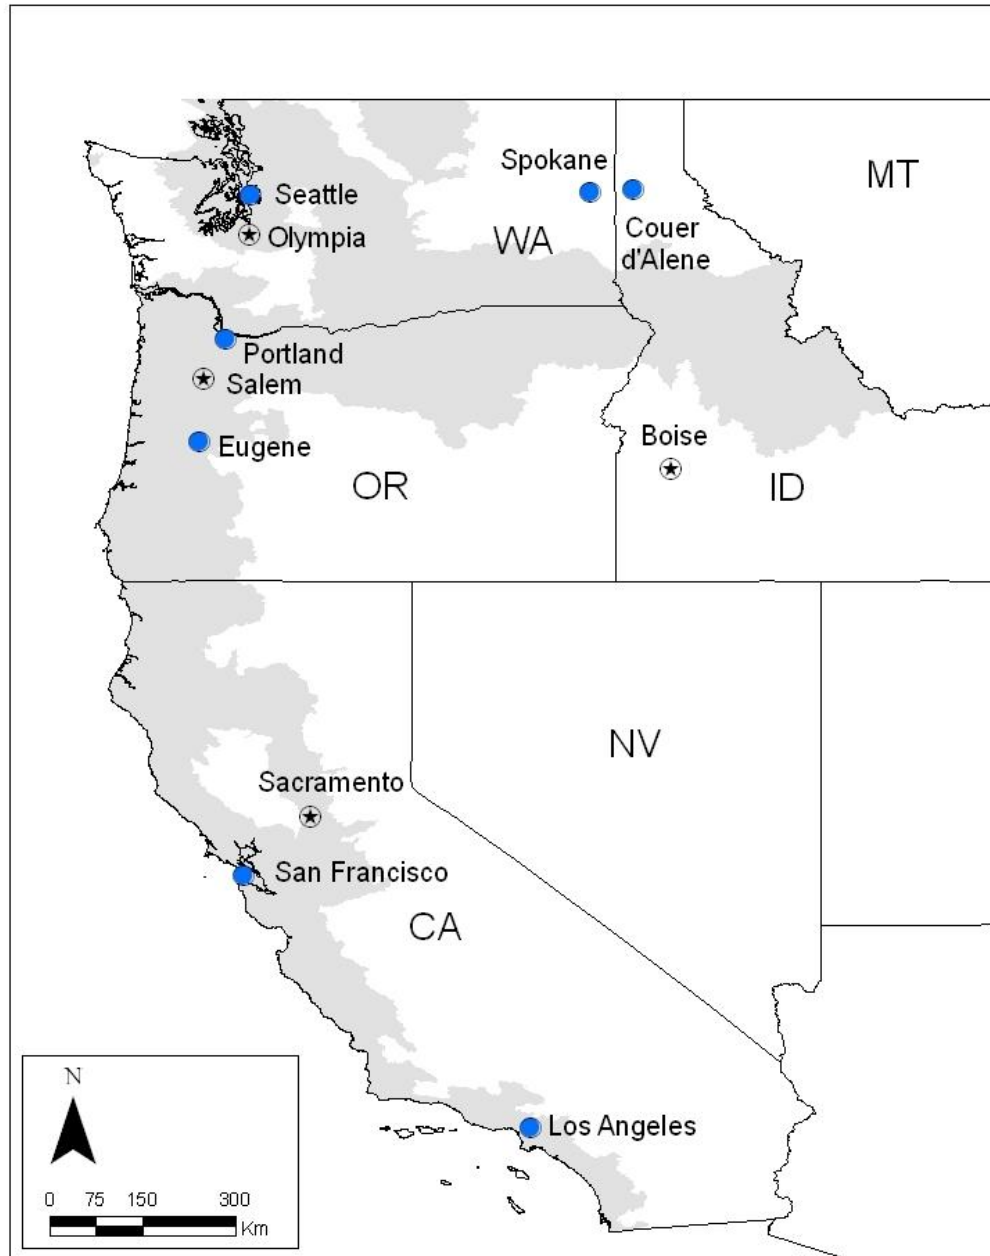 MT
Spokane
Seattle
Couer
d'Alene
Olympia
WA
Portland
Salem
Boise
Eugene
OR
ID
NV
Sacramento
San Francisco
CA
N
Los Angeles
0 75 150 300
Km